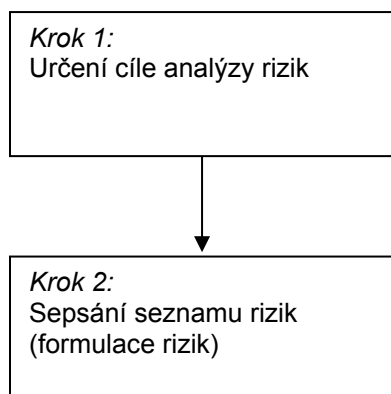 Krok 1:
Určení cíle analýzy rizik
Krok 2:
Sepsání seznamu rizik
(formulace rizik)